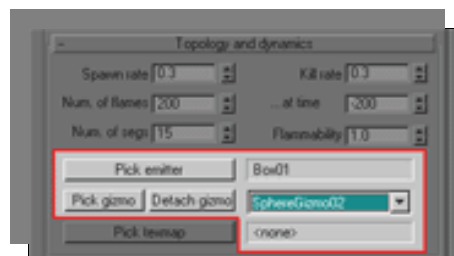 - Topology and dynamics
Spawn rate 0.3 Kill rate 0.3
Num. of flames 200 ...at time -200
Num. of segs 15 Flammability 1.0
Pick emitter Box01
Pick gizmo Detach gizmo SphereGizmo02
Pick texmap <none>